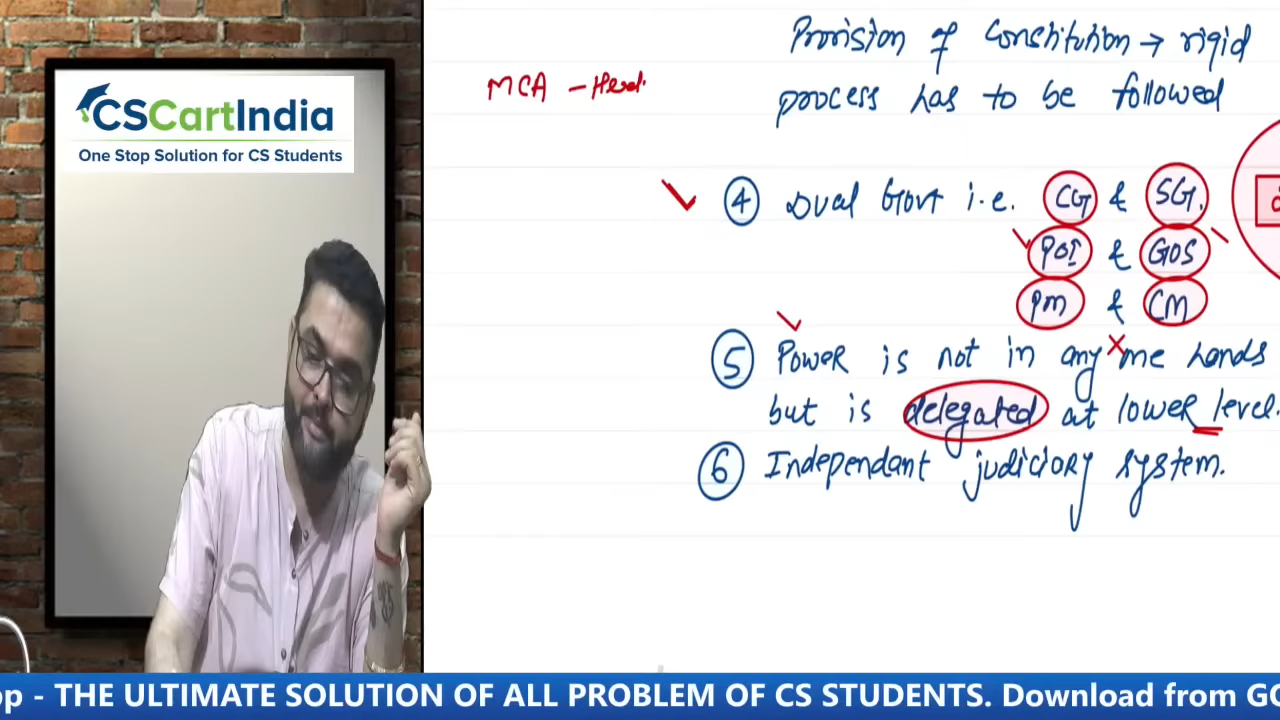 CSCartIndia
One Stop Solution for CS Students
MCA - Head.
Provision of Constitution → rigid
process has to be followed
④ Dual Govt i.e. CG & SG.
POI & GOS
PM & CM
⑤ Power is not in any one hands
but is delegated at lower level.
⑥ Independant judiciory system.
- THE ULTIMATE SOLUTION OF ALL PROBLEM OF CS STUDENTS. Download from